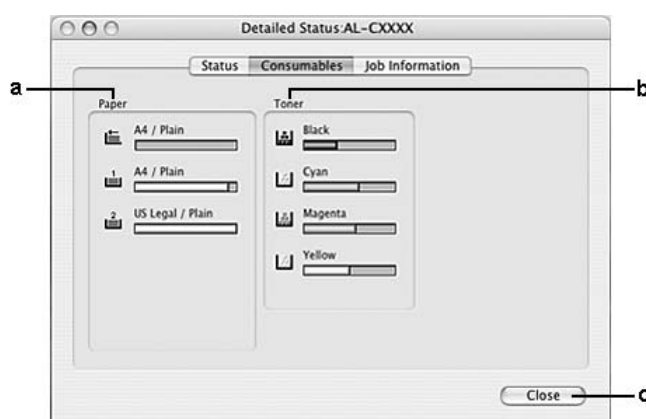 Detailed Status:AL-CXXXX
Status Consumables Job Information
a
b
Paper
Toner
A4 / Plain
1
A4 / Plain
2
US Legal / Plain
Black
Cyan
Magenta
Yellow
Close
c